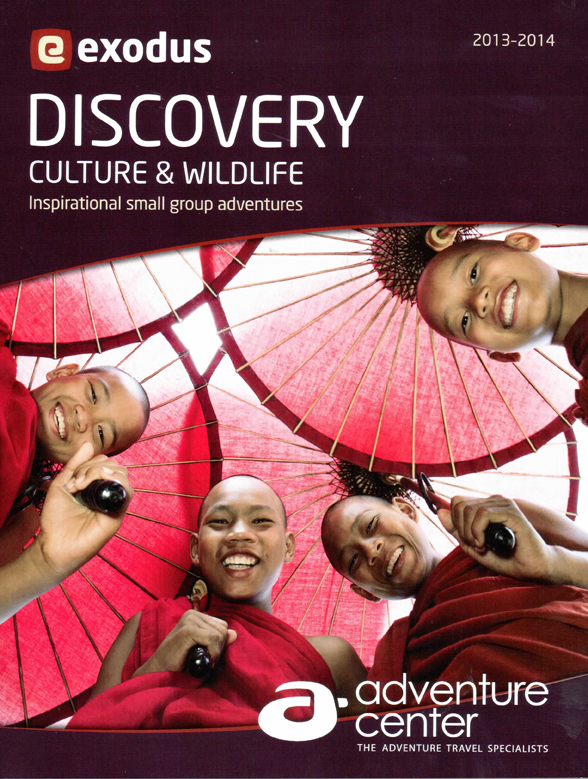 e exodus
2013-2014
DISCOVERY
CULTURE & WILDLIFE
Inspirational small group adventures
a.
adventure
center
THE ADVENTURE TRAVEL SPECIALISTS